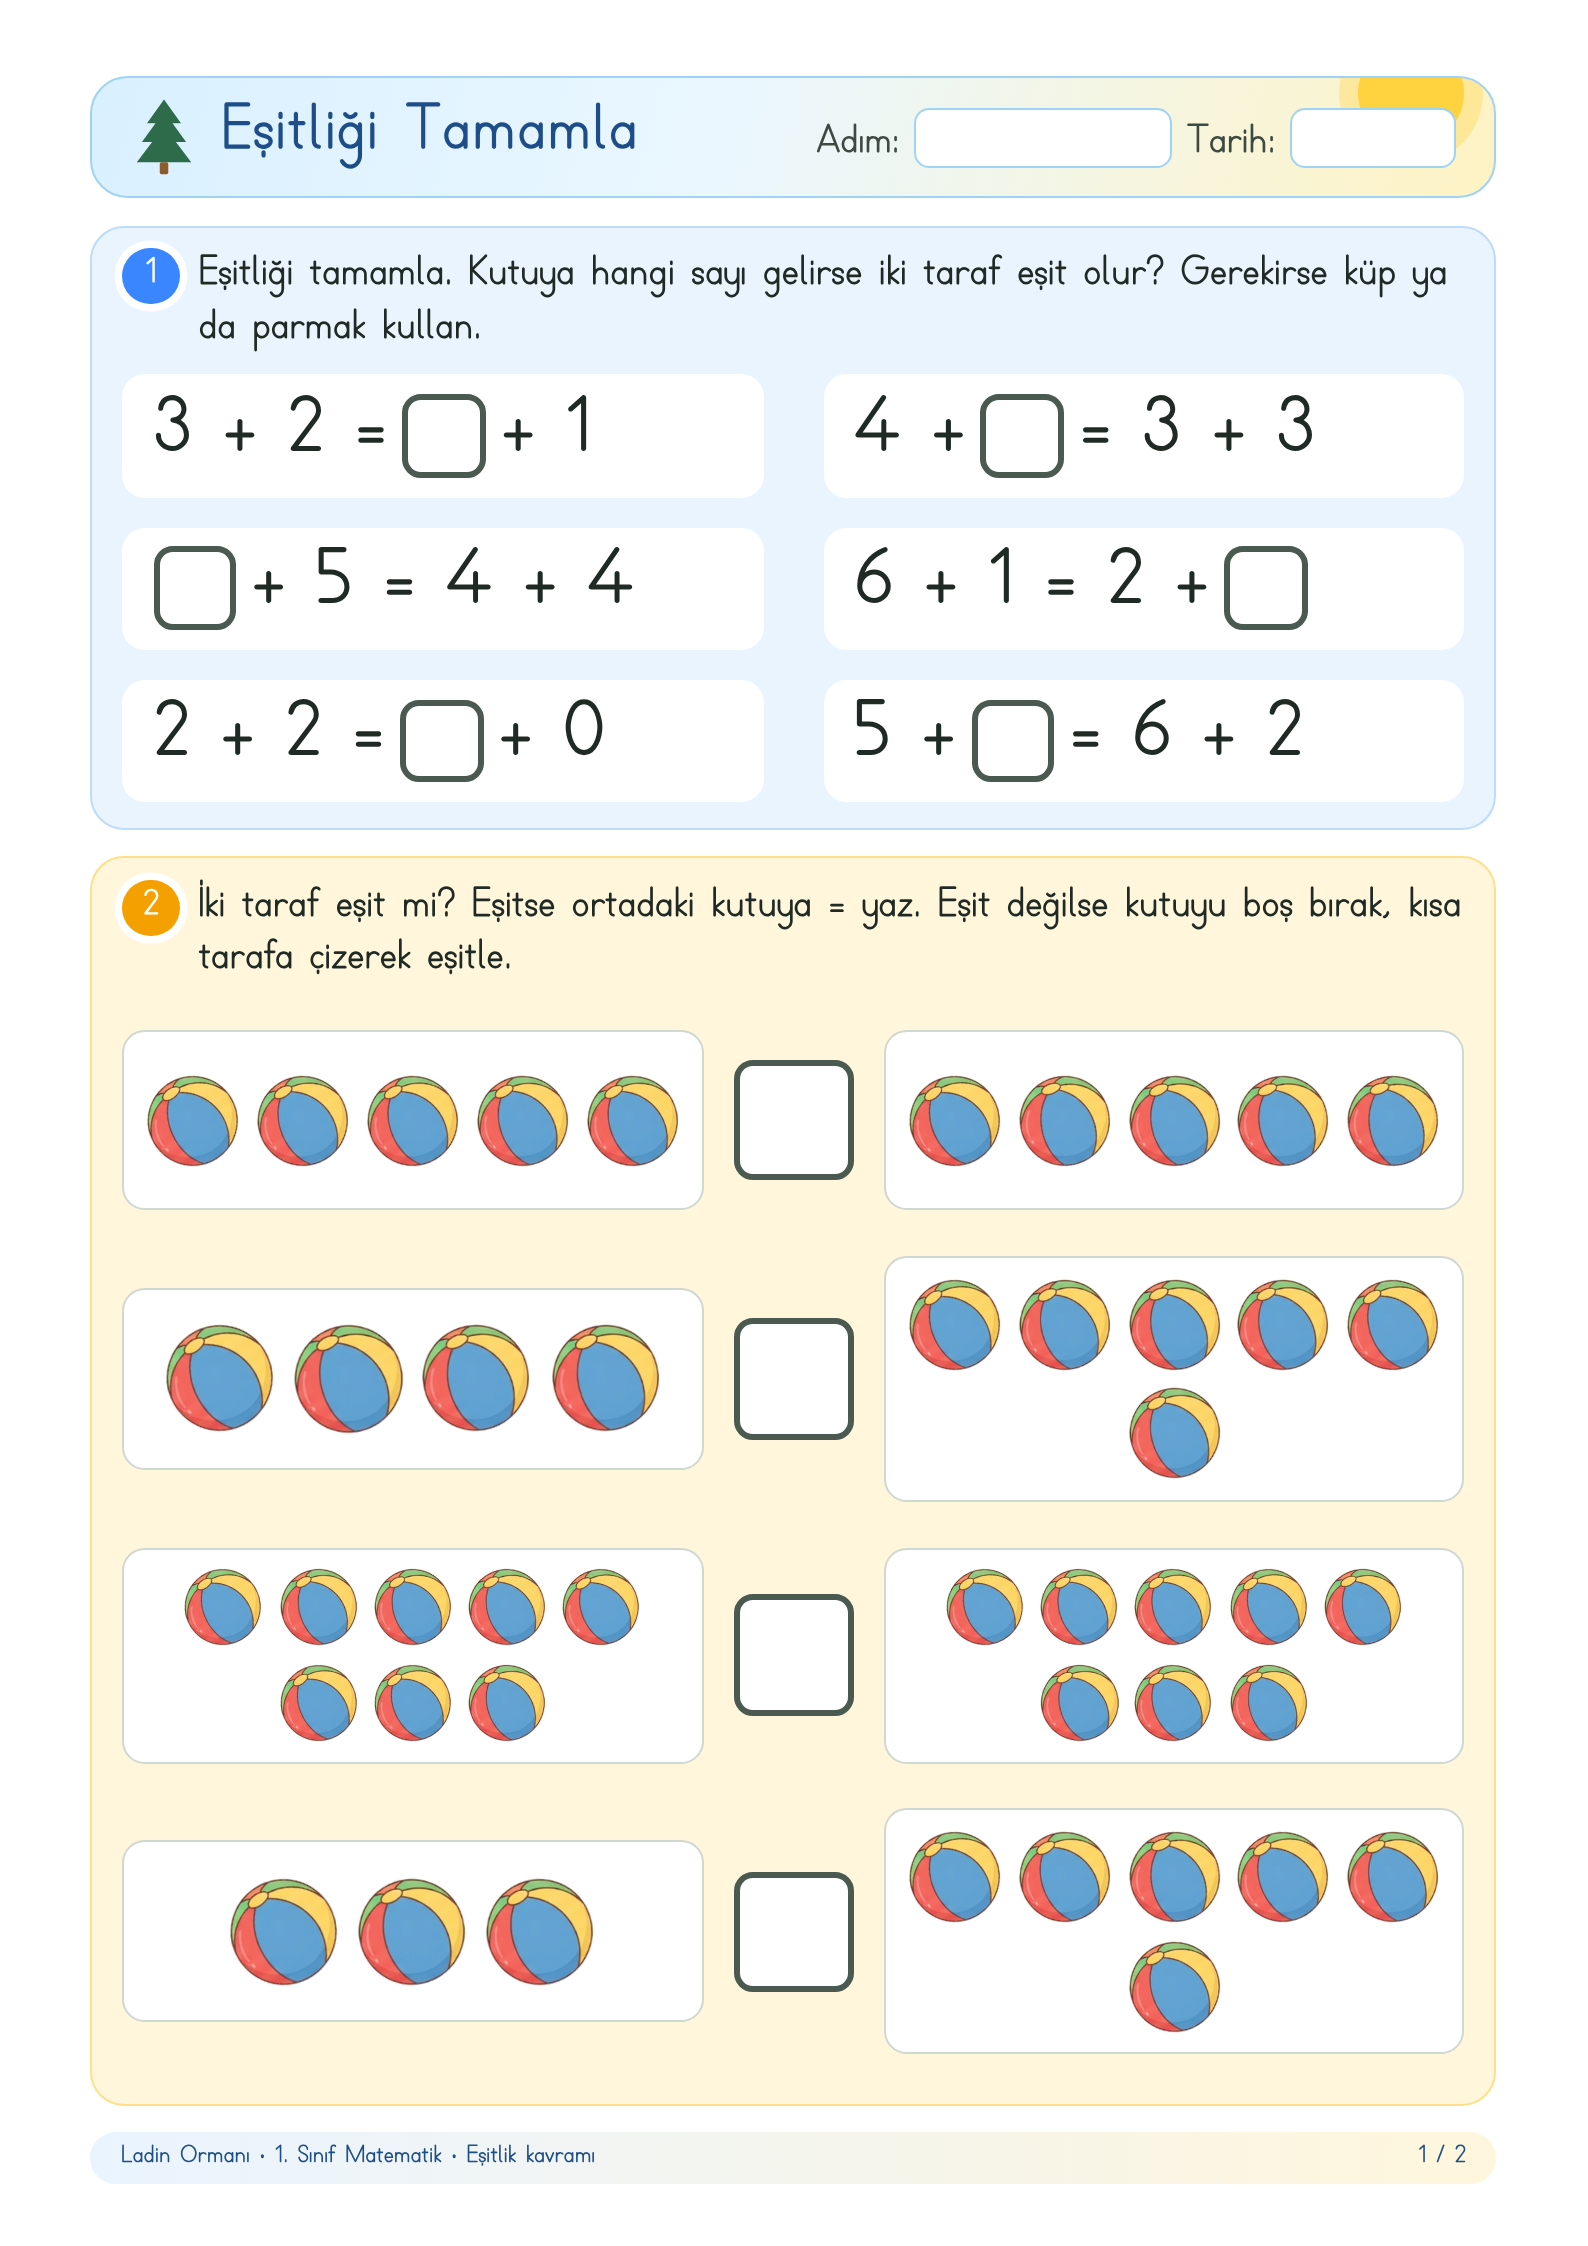 Eşitliği Tamamla
Adım:
Tarih:
1
Eşitliği tamamla. Kutuya hangi sayı gelirse iki taraf eşit olur? Gerekirse küp ya
da parmak kullan.
3 + 2 = + 1
4 + = 3 + 3
+ 5 = 4 + 4
6 + 1 = 2 +
2 + 2 = + 0
5 + = 6 + 2
2
İki taraf eşit mi? Eşitse ortadaki kutuya = yaz. Eşit değilse kutuyu boş bırak, kısa
tarafa çizerek eşitle.
Ladin Ormanı • 1. Sınıf Matematik • Eşitlik kavramı
1 / 2